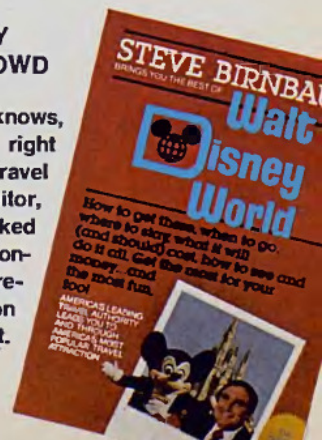 Y
OWD
knows,
right
ravel
itor,
ked
on-
re-
on
t.
STEVE BIRNBAU
BRINGS YOU THE BEST OF
Walt
Disney
World
How to get there, when to go,
where to stay, what it will
(and should) cost, how to see and
do it all. Get the most for your
money...and
the most fun,
too!
AMERICA'S LEADING
TRAVEL AUTHORITY
LEADS YOU TO
AND THROUGH
AMERICA'S MOST
POPULAR TRAVEL
ATTRACTION